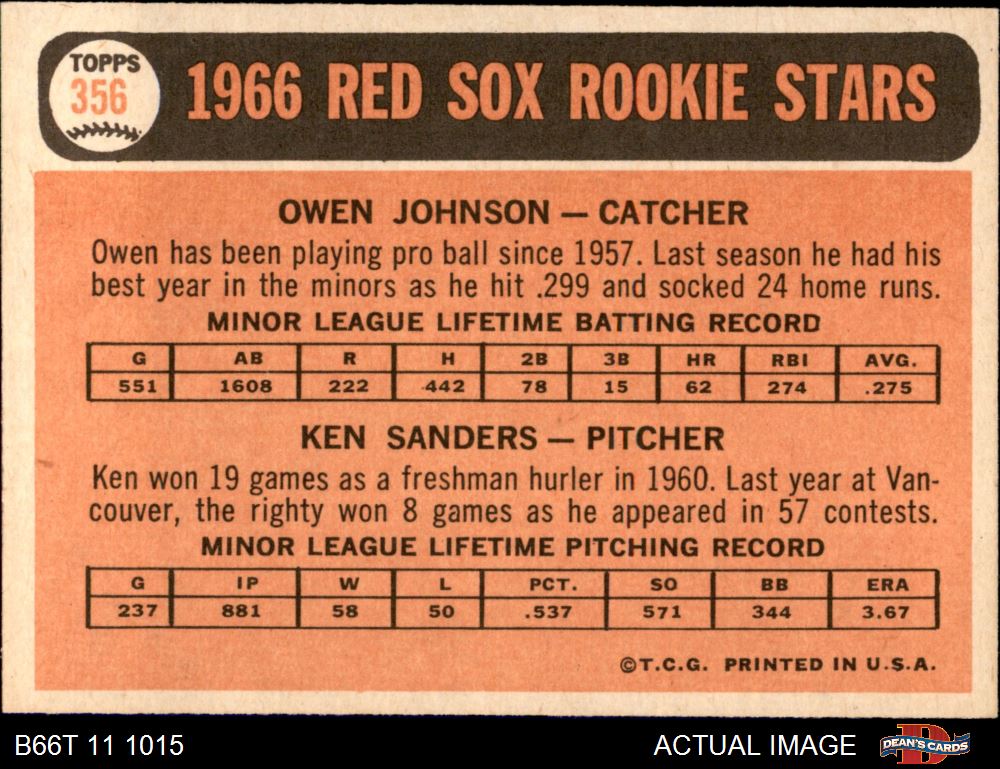 TOPPS
356
1966 RED SOX ROOKIE STARS
OWEN JOHNSON — CATCHER
Owen has been playing pro ball since 1957. Last season he had his
best year in the minors as he hit .299 and socked 24 home runs.
MINOR LEAGUE LIFETIME BATTING RECORD
G AB R H 2B 3B HR RBI AVG.
551 1608 222 442 78 15 62 274 .275
KEN SANDERS — PITCHER
Ken won 19 games as a freshman hurler in 1960. Last year at Van-
couver, the righty won 8 games as he appeared in 57 contests.
MINOR LEAGUE LIFETIME PITCHING RECORD
G IP W L PCT. SO BB ERA
237 881 58 50 .537 571 344 3.67
©T.C.G. PRINTED IN U.S.A.
B66T 11 1015 ACTUAL IMAGE DEAN'S CARDS